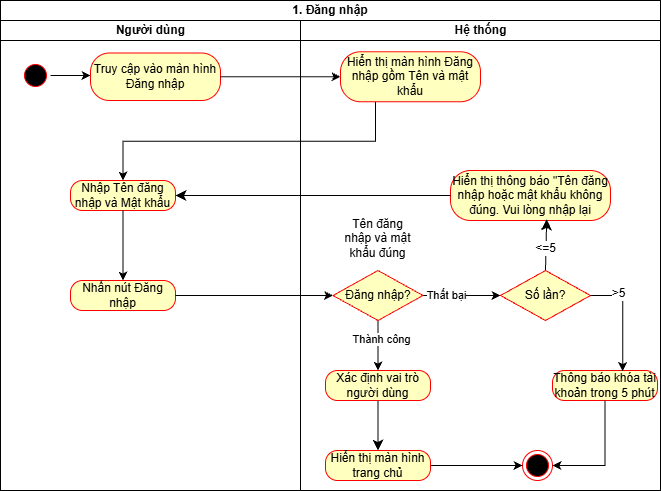 1. Đăng nhập
Người dùng
Hệ thống
Truy cập vào màn hình
Đăng nhập
Hiển thị màn hình Đăng
nhập gồm Tên và mật
khẩu
Nhập Tên đăng
nhập và Mật khẩu
Hiển thị thông báo "Tên đăng
nhập hoặc mật khẩu không
đúng. Vui lòng nhập lại
Tên đăng
nhập và mật
khẩu đúng
<=5
Nhấn nút Đăng
nhập
Đăng nhập?
Thất bại
Số lần?
>5
Thành công
Xác định vai trò
người dùng
Thông báo khóa tài
khoản trong 5 phút
Hiển thị màn hình
trang chủ